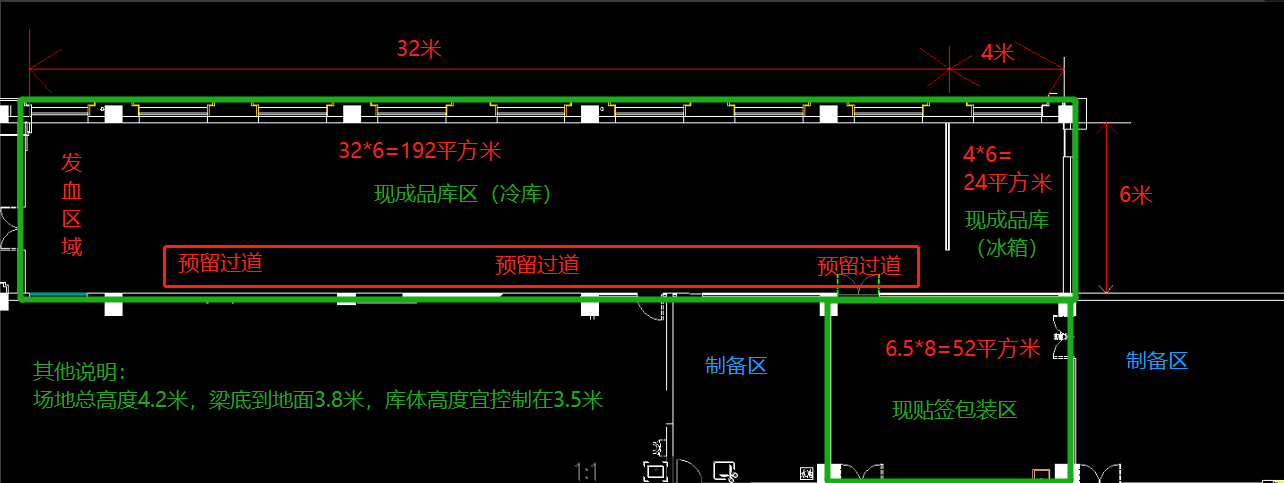 32米
4米
32*6=192平方米
现成品库区（冷库）
发
血
区
域
4*6=
24平方米
现成品库
（冰箱）
6米
预留过道
预留过道
预留过道
6.5*8=52平方米
现贴签包装区
制备区
制备区
其他说明：
场地总高度4.2米，梁底到地面3.8米，库体高度宜控制在3.5米
1:1